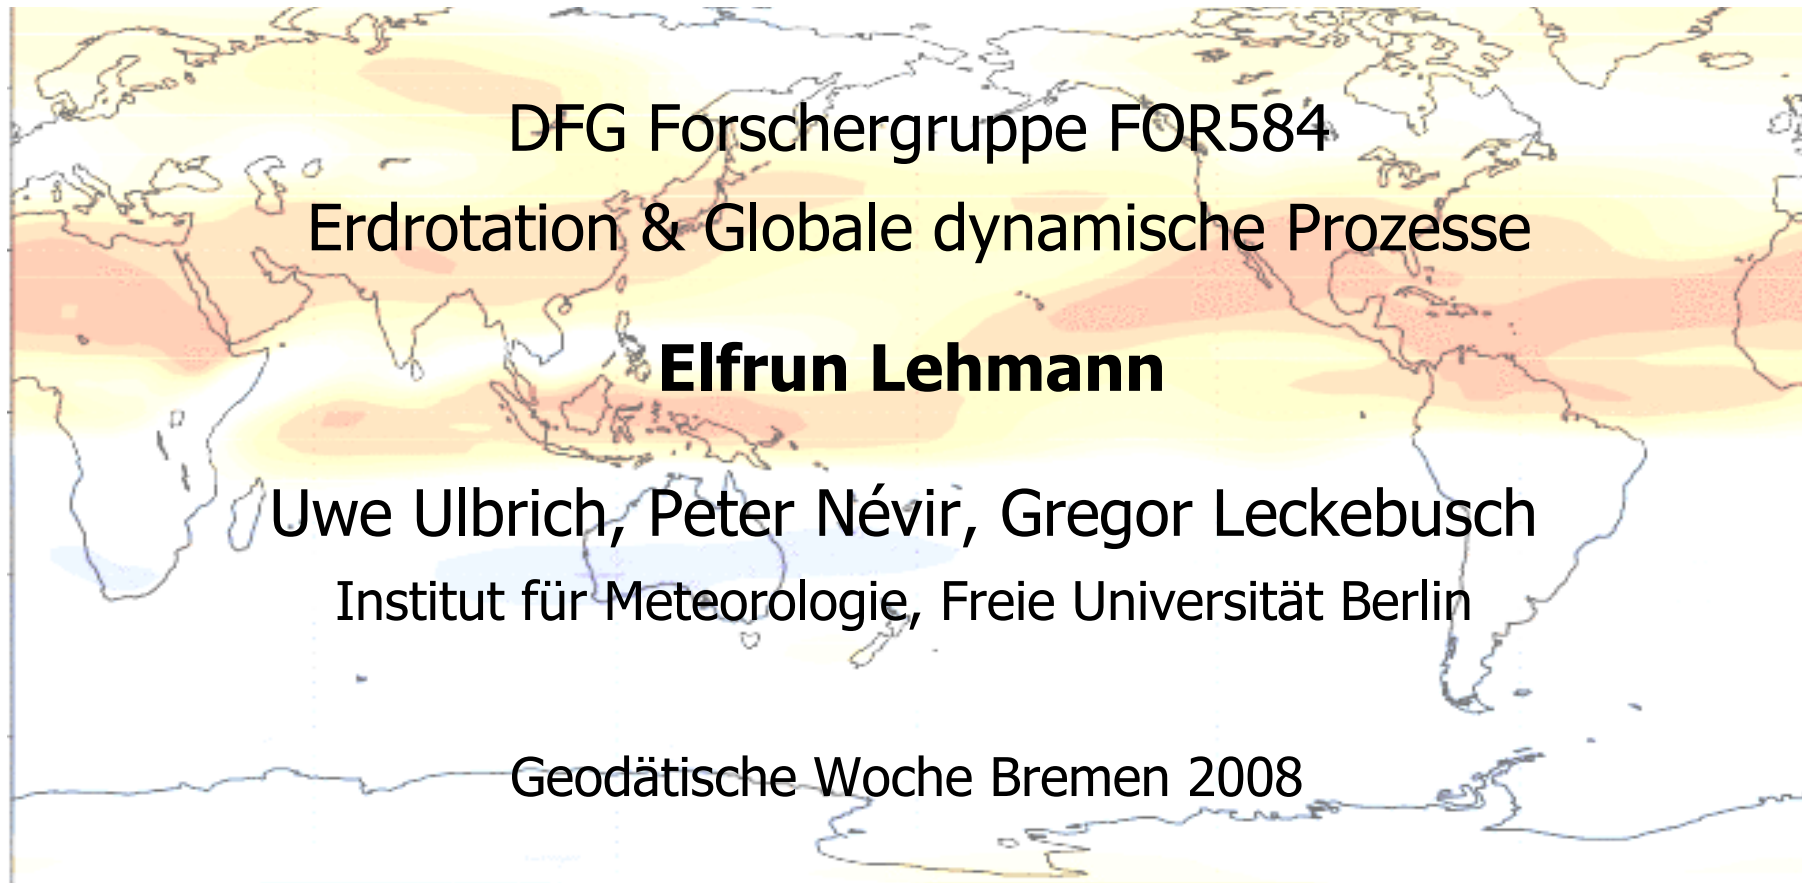 DFG Forschergruppe FOR584
Erdrotation & Globale dynamische Prozesse
Elfrun Lehmann
Uwe Ulbrich, Peter Névir, Gregor Leckebusch
Institut für Meteorologie, Freie Universität Berlin
Geodätische Woche Bremen 2008